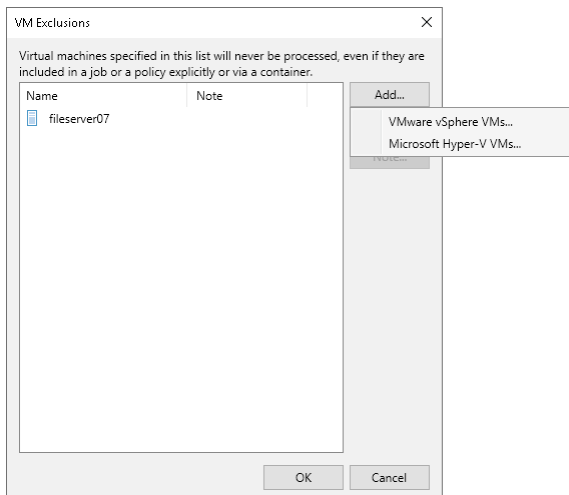 VM Exclusions
Virtual machines specified in this list will never be processed, even if they are
included in a job or a policy explicitly or via a container.
Name Note Add...
fileserver07
VMware vSphere VMs...
Microsoft Hyper-V VMs...
Note...
OK Cancel